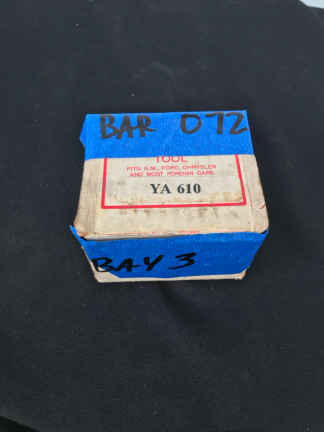 BAR 072
TOOL
FITS G.M., FORD, CHRYSLER
AND MOST FOREIGN CARS
YA 610
BAY 3